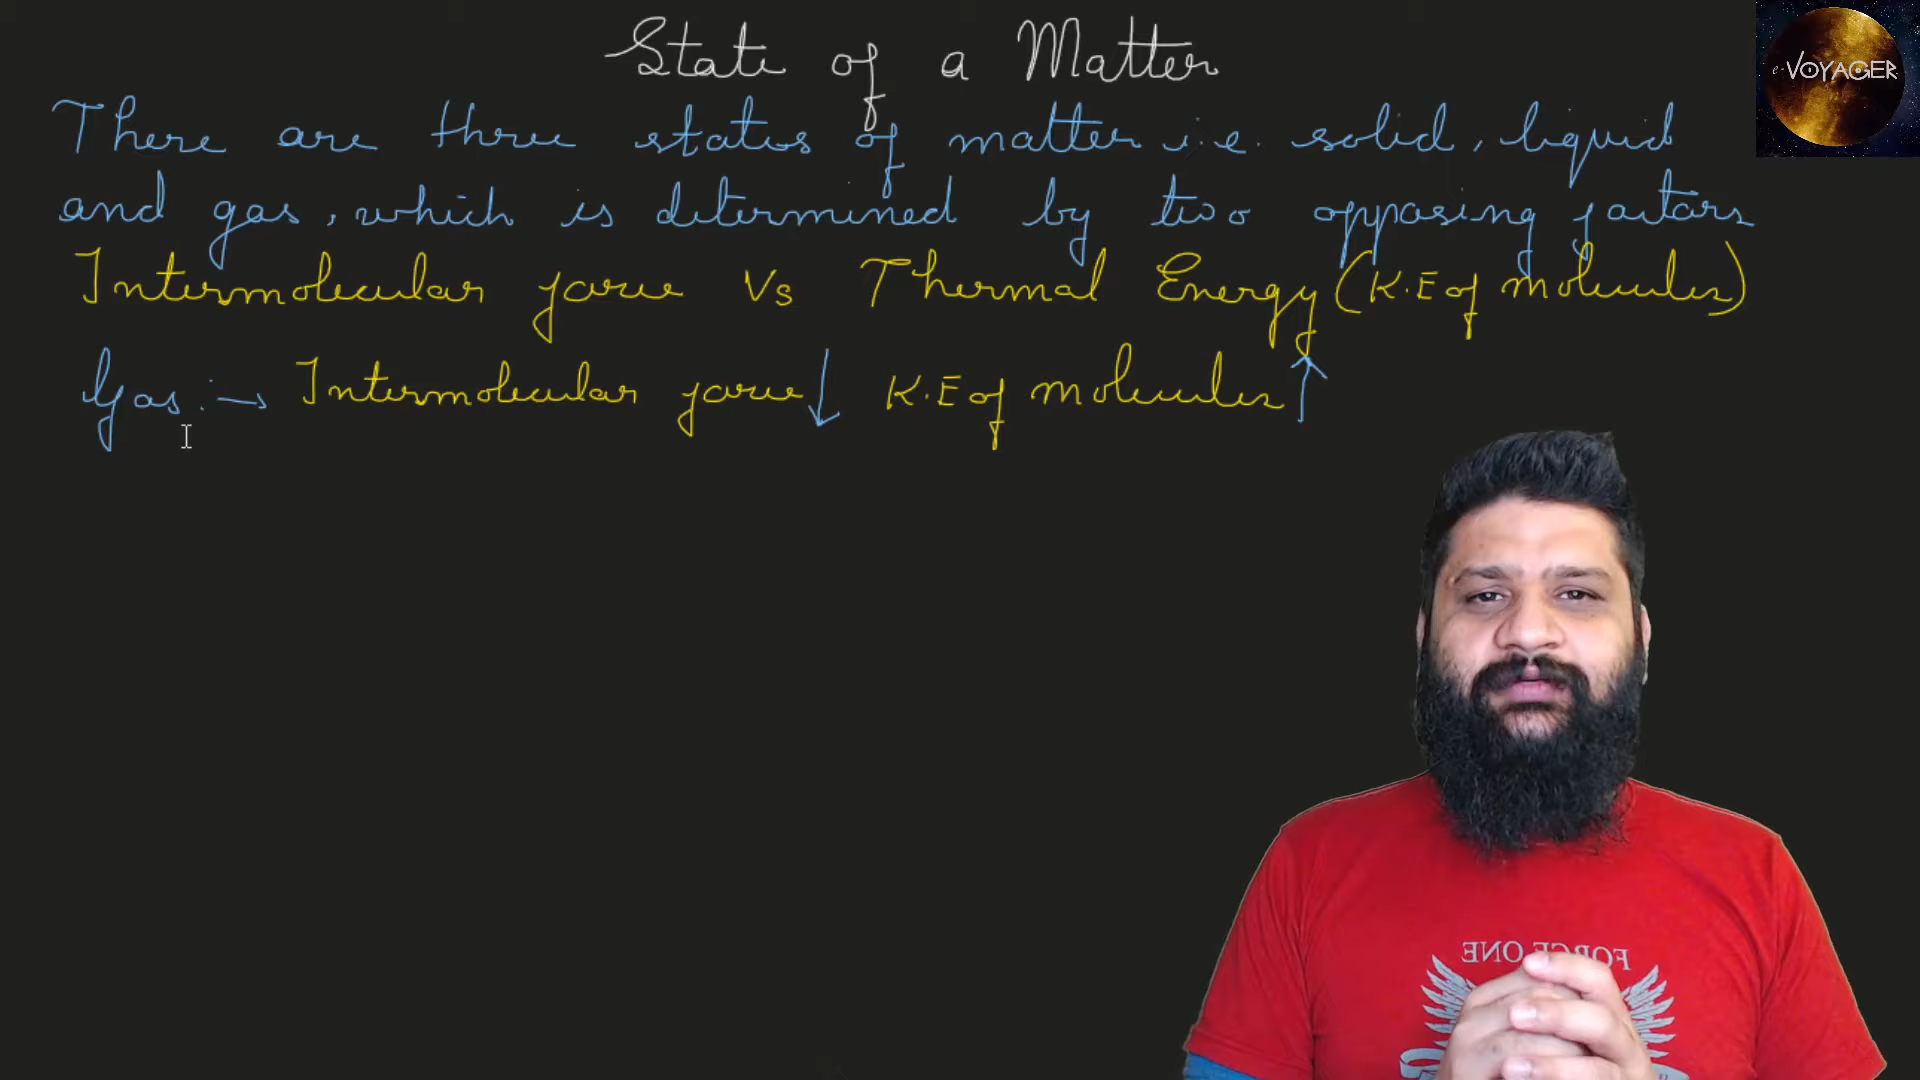 State of a Matter
e-VOYAGER
There are three states of matter i.e. solid, liquid
and gas, which is determined by two opposing factors
Intermolecular force Vs Thermal Energy (K.E of molecules)
Gas :→ Intermolecular force ↓ K.E of molecules ↑
FORCE ONE